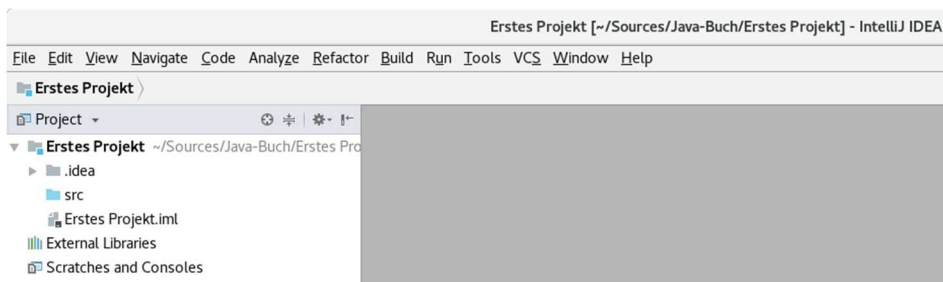 Erstes Projekt [~/Sources/Java-Buch/Erstes Projekt] - IntelliJ IDEA
File Edit View Navigate Code Analyze Refactor Build Run Tools VCS Window Help
Erstes Projekt
Project
Erstes Projekt ~/Sources/Java-Buch/Erstes Pro
.idea
src
Erstes Projekt.iml
External Libraries
Scratches and Consoles